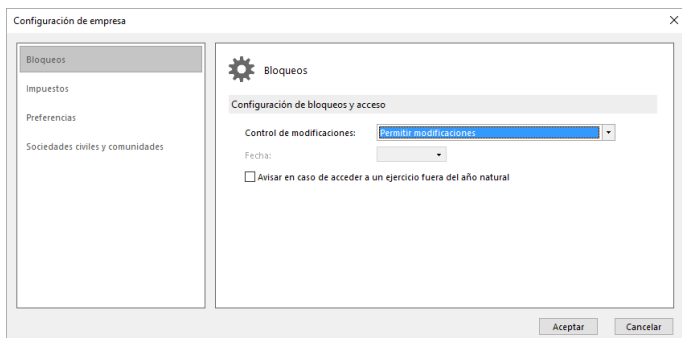 Configuración de empresa
Bloqueos
Impuestos
Preferencias
Sociedades civiles y comunidades
Bloqueos
Configuración de bloqueos y acceso
Control de modificaciones: Permitir modificaciones
Fecha:
Avisar en caso de acceder a un ejercicio fuera del año natural
Aceptar Cancelar